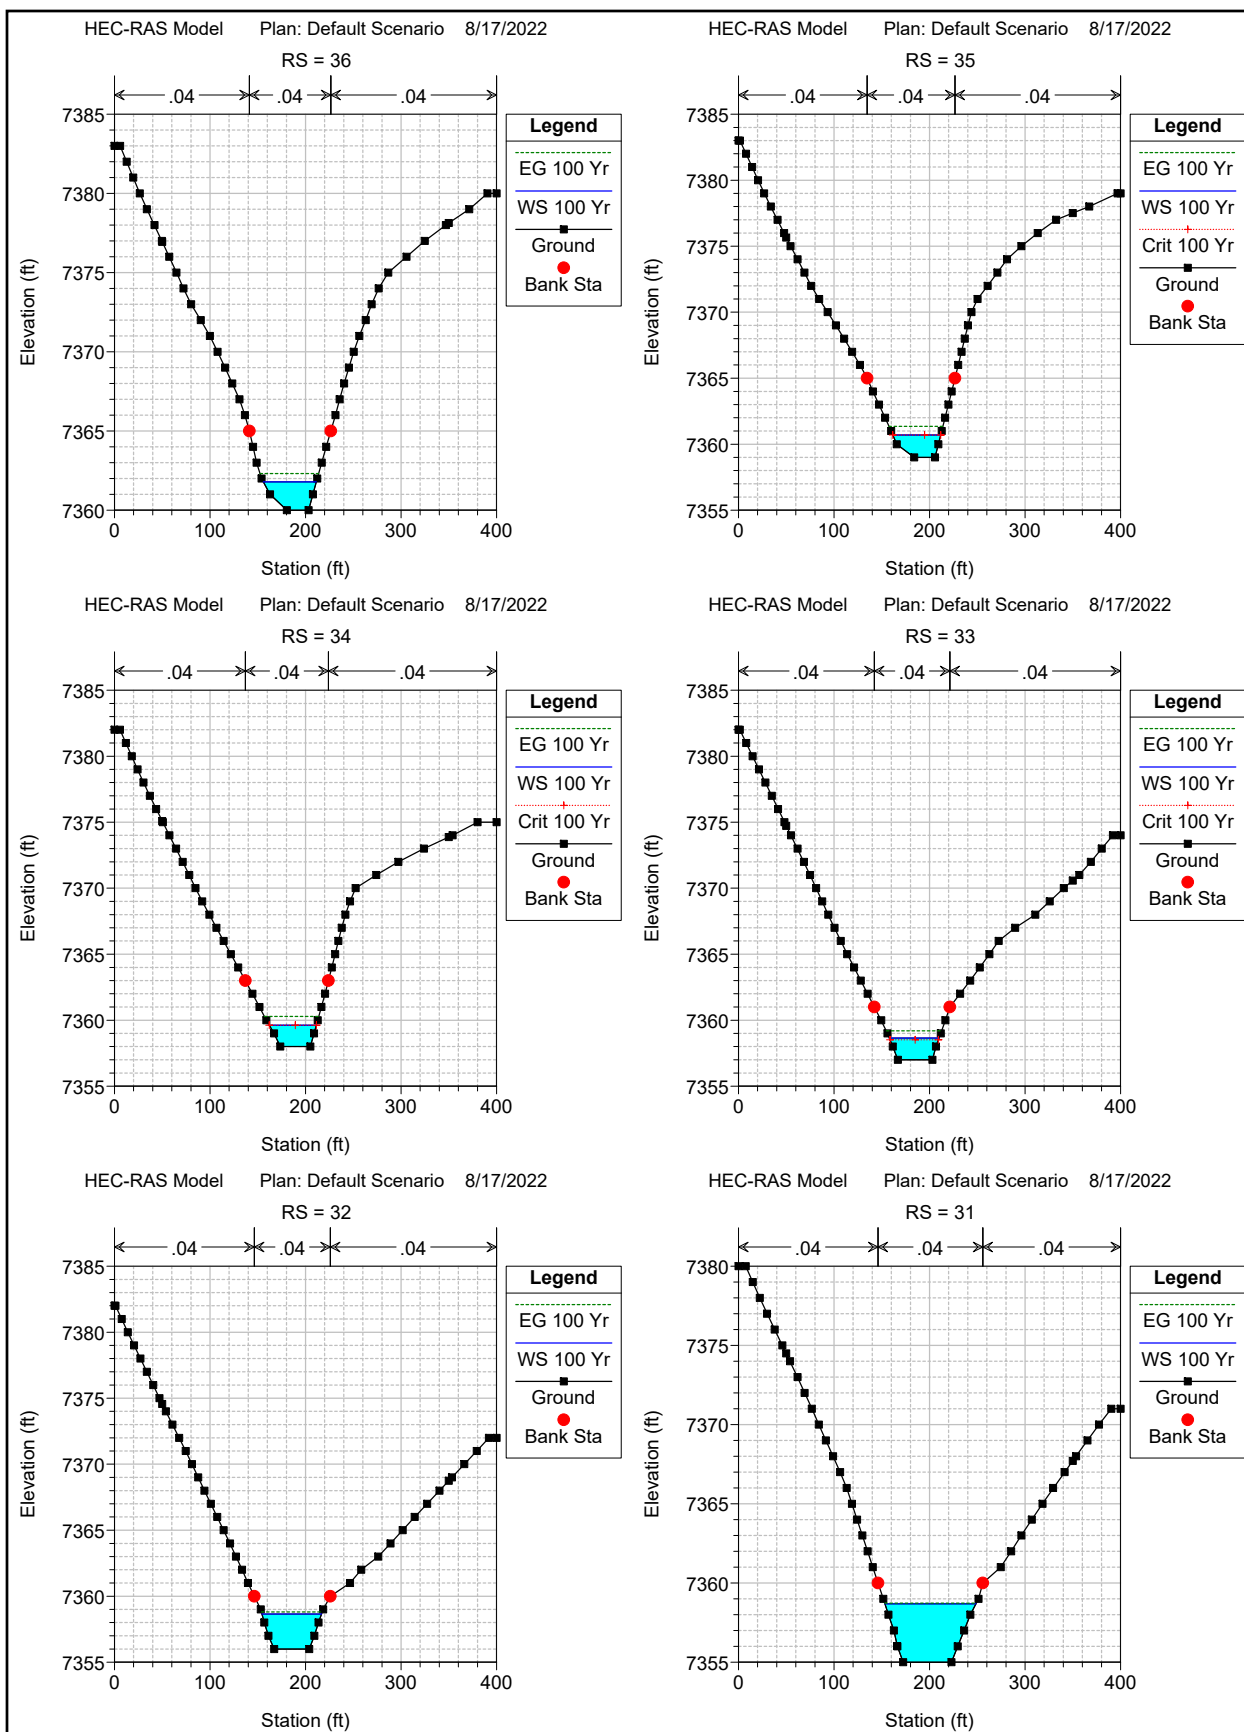 HEC-RAS Model Plan: Default Scenario 8/17/2022
RS = 36
.04 .04 .04
7385
7380
7375
7370
7365
7360
Elevation (ft)
0 100 200 300 400
Station (ft)
Legend
EG 100 Yr
WS 100 Yr
Ground
Bank Sta
HEC-RAS Model Plan: Default Scenario 8/17/2022
RS = 35
.04 .04 .04
7385
7380
7375
7370
7365
7360
7355
Elevation (ft)
0 100 200 300 400
Station (ft)
Legend
EG 100 Yr
WS 100 Yr
Crit 100 Yr
Ground
Bank Sta
HEC-RAS Model Plan: Default Scenario 8/17/2022
RS = 34
.04 .04 .04
7385
7380
7375
7370
7365
7360
7355
Elevation (ft)
0 100 200 300 400
Station (ft)
Legend
EG 100 Yr
WS 100 Yr
Crit 100 Yr
Ground
Bank Sta
HEC-RAS Model Plan: Default Scenario 8/17/2022
RS = 33
.04 .04 .04
7385
7380
7375
7370
7365
7360
7355
Elevation (ft)
0 100 200 300 400
Station (ft)
Legend
EG 100 Yr
WS 100 Yr
Crit 100 Yr
Ground
Bank Sta
HEC-RAS Model Plan: Default Scenario 8/17/2022
RS = 32
.04 .04 .04
7385
7380
7375
7370
7365
7360
7355
Elevation (ft)
0 100 200 300 400
Station (ft)
Legend
EG 100 Yr
WS 100 Yr
Ground
Bank Sta
HEC-RAS Model Plan: Default Scenario 8/17/2022
RS = 31
.04 .04 .04
7380
7375
7370
7365
7360
7355
Elevation (ft)
0 100 200 300 400
Station (ft)
Legend
EG 100 Yr
WS 100 Yr
Ground
Bank Sta